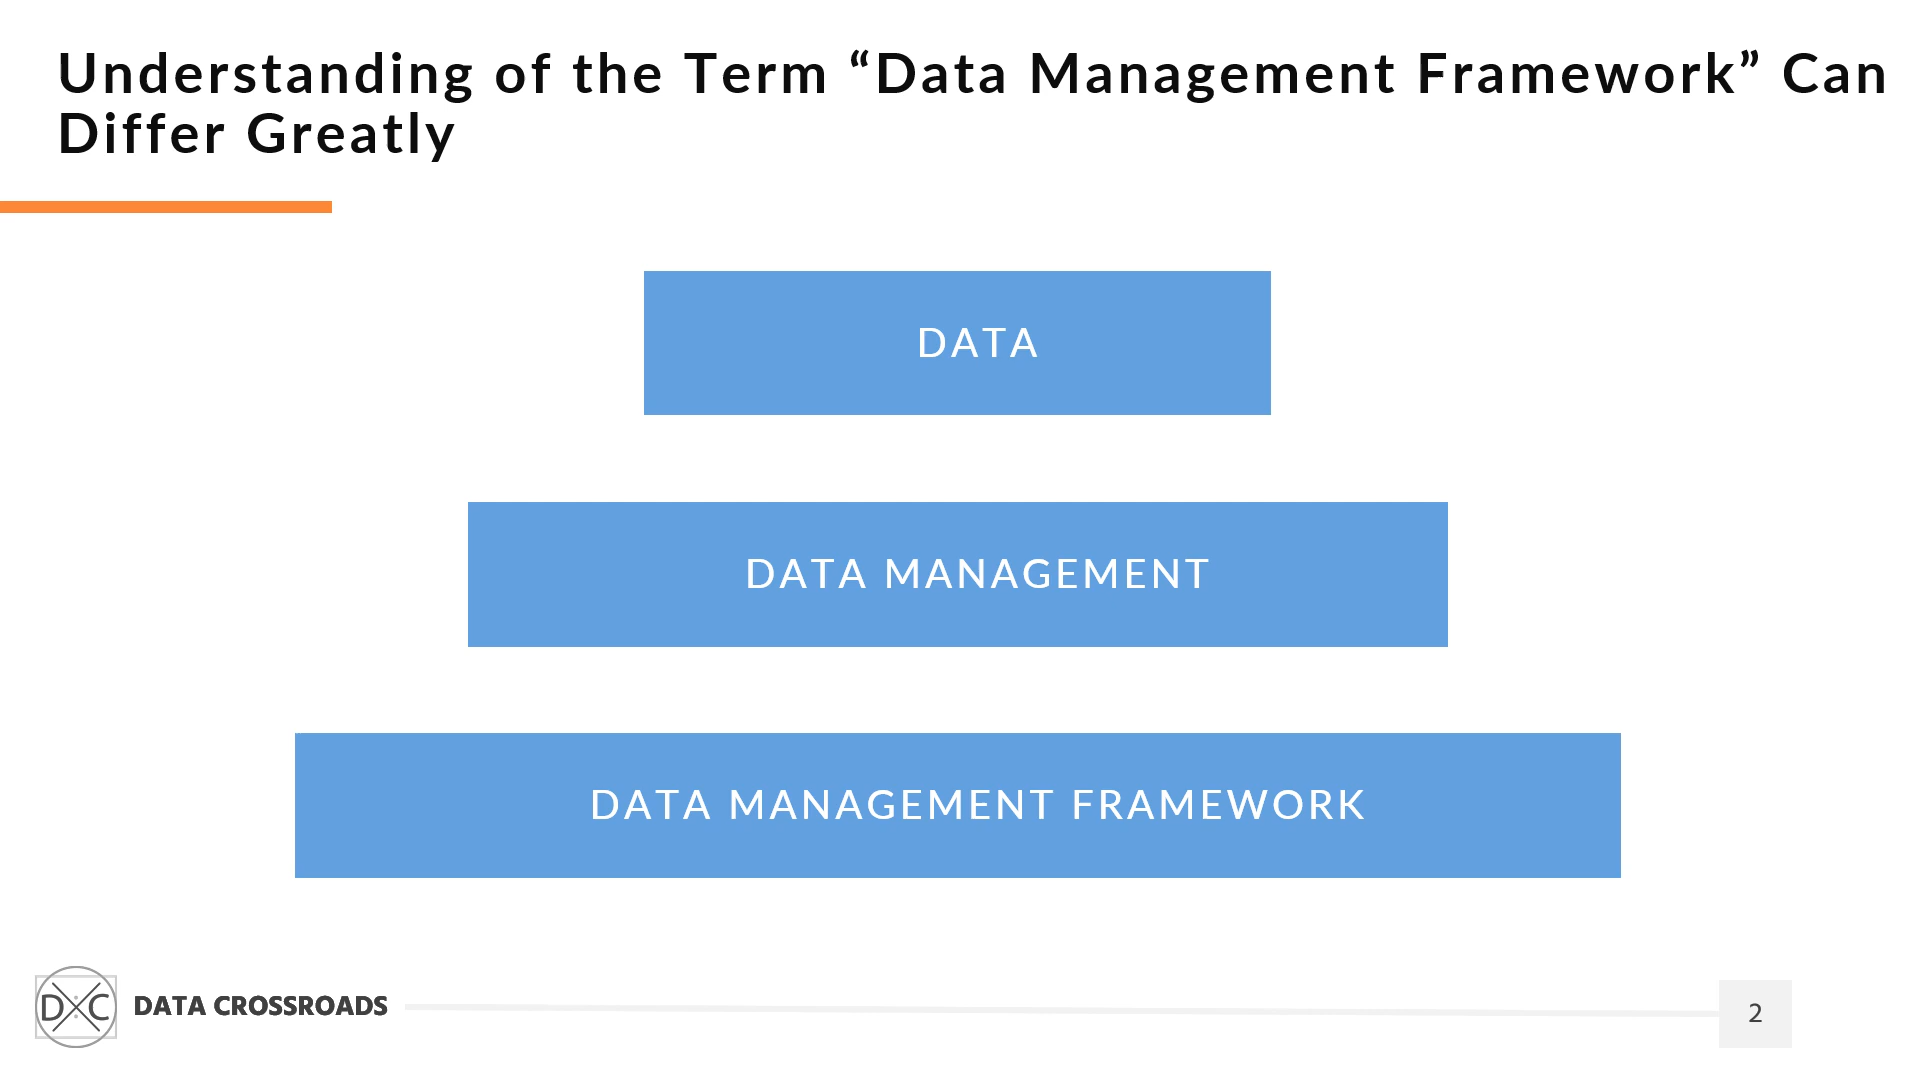 Understanding of the Term “Data Management Framework” Can
Differ Greatly
DATA
DATA MANAGEMENT
DATA MANAGEMENT FRAMEWORK
D C
DATA CROSSROADS
2